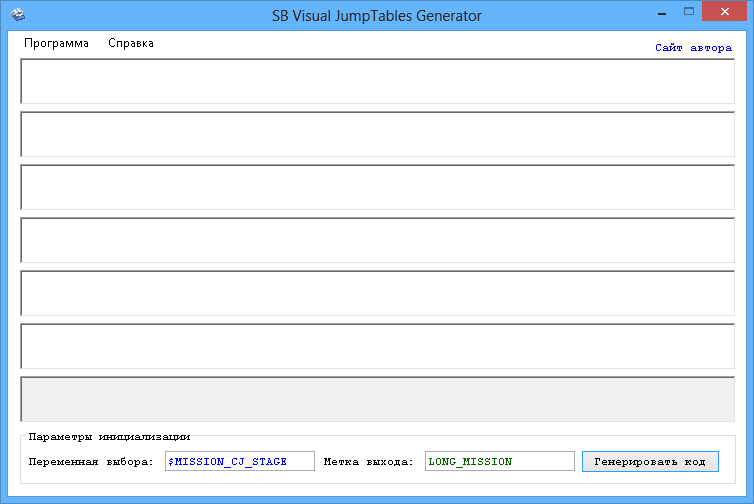 SB Visual JumpTables Generator
Программа Справка
Сайт автора
Параметры инициализации
Переменная выбора: $MISSION_CJ_STAGE Метка выхода: LONG_MISSION Генерировать код